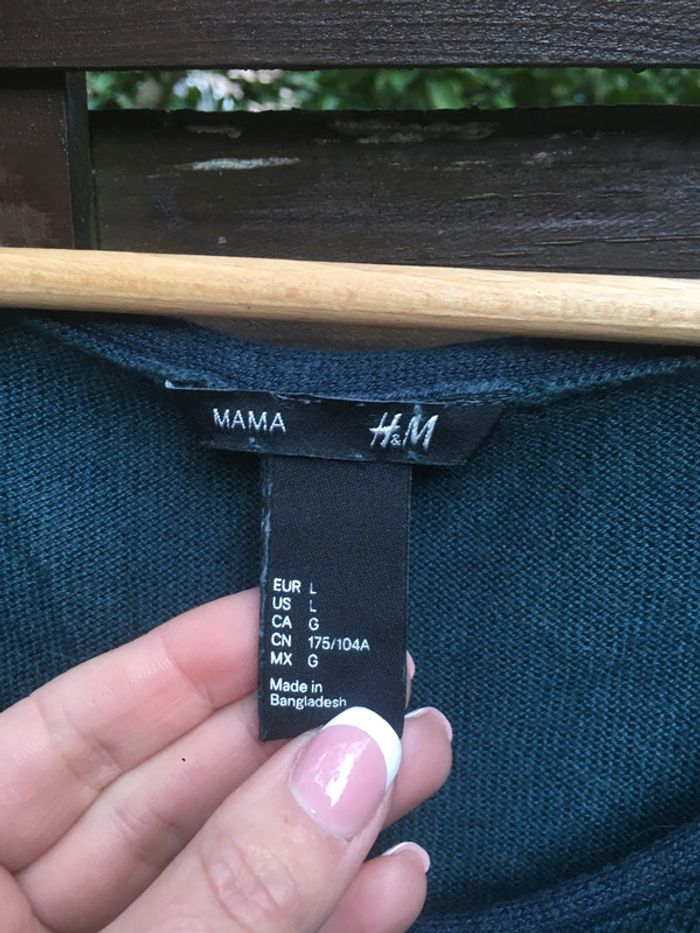 MAMA H&M
EUR L
US L
CA G
CN 175/104A
MX G
Made in
Bangladesh